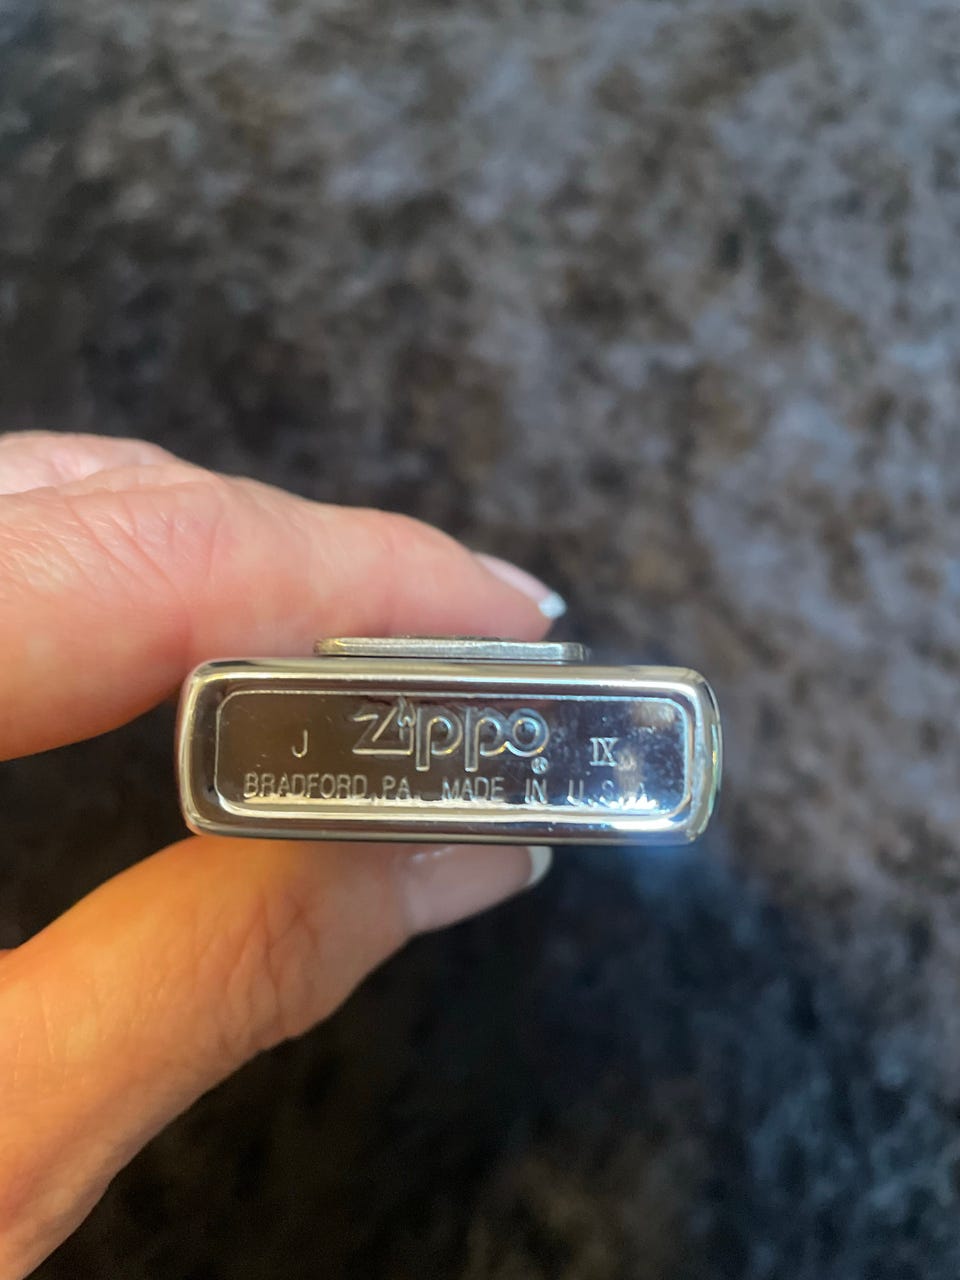 J Zippo® IX
BRADFORD, PA. MADE IN U.S.A